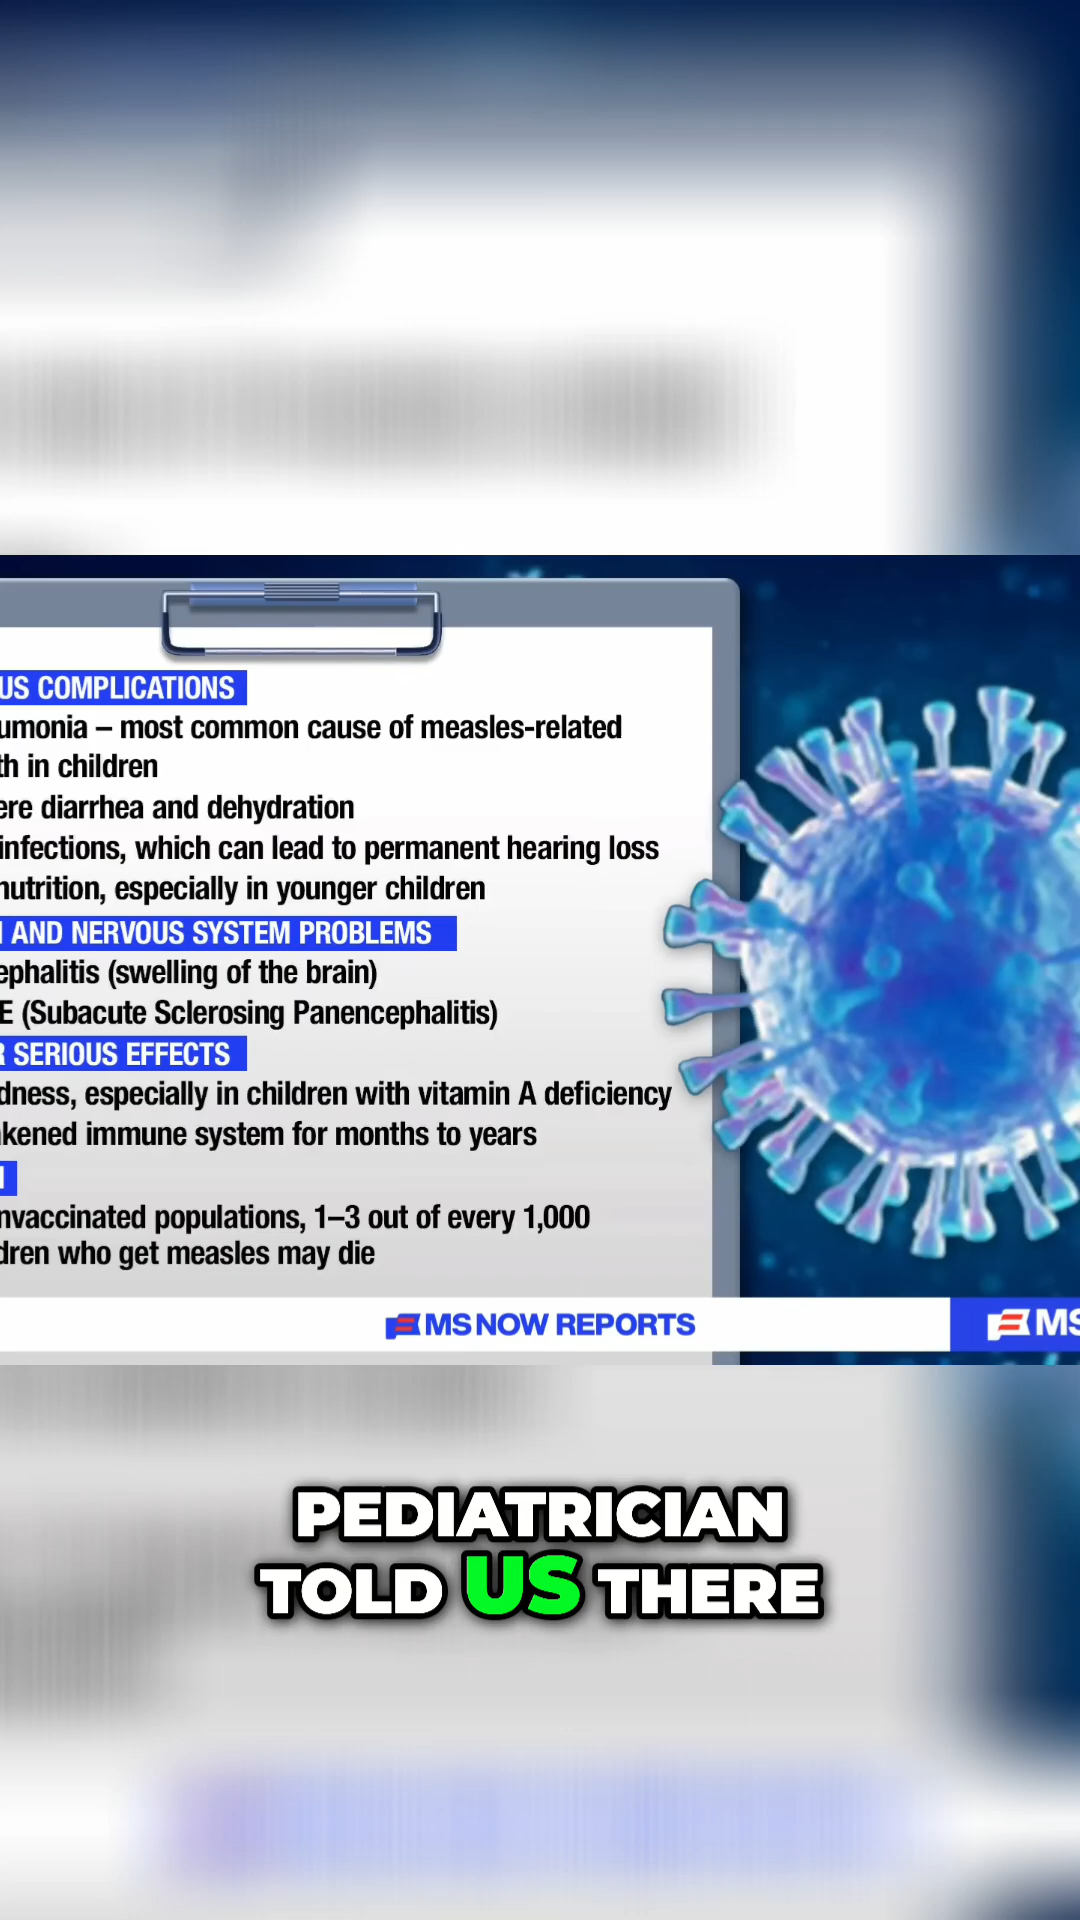 US COMPLICATIONS
umonia – most common cause of measles-related
th in children
ere diarrhea and dehydration
infections, which can lead to permanent hearing loss
nutrition, especially in younger children
AND NERVOUS SYSTEM PROBLEMS
ephalitis (swelling of the brain)
E (Subacute Sclerosing Panencephalitis)
R SERIOUS EFFECTS
dness, especially in children with vitamin A deficiency
kened immune system for months to years
nvaccinated populations, 1–3 out of every 1,000
dren who get measles may die
MS NOW REPORTS
MS
PEDIATRICIAN
TOLD US THERE